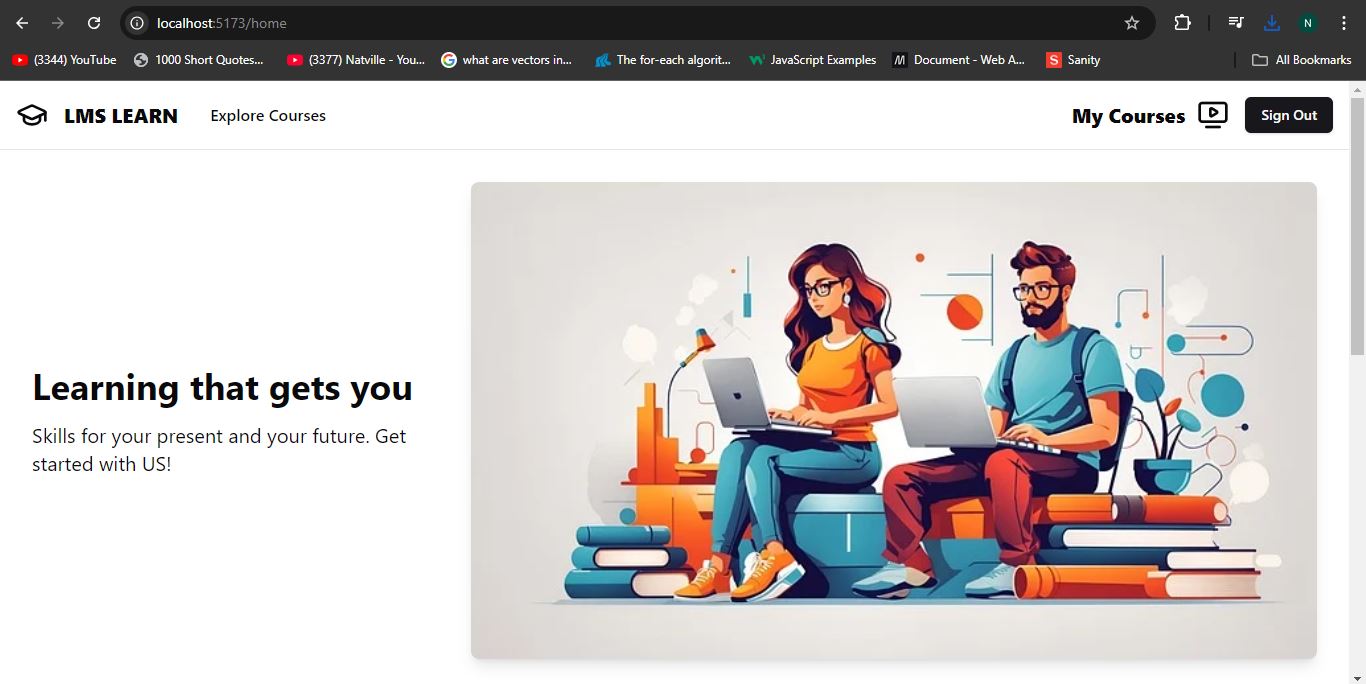 localhost:5173/home
N
(3344) YouTube
1000 Short Quotes...
(3377) Natville - You...
what are vectors in...
The for-each algorit...
JavaScript Examples
Document - Web A...
Sanity
All Bookmarks
LMS LEARN
Explore Courses
My Courses
Sign Out
Learning that gets you
Skills for your present and your future. Get
started with US!